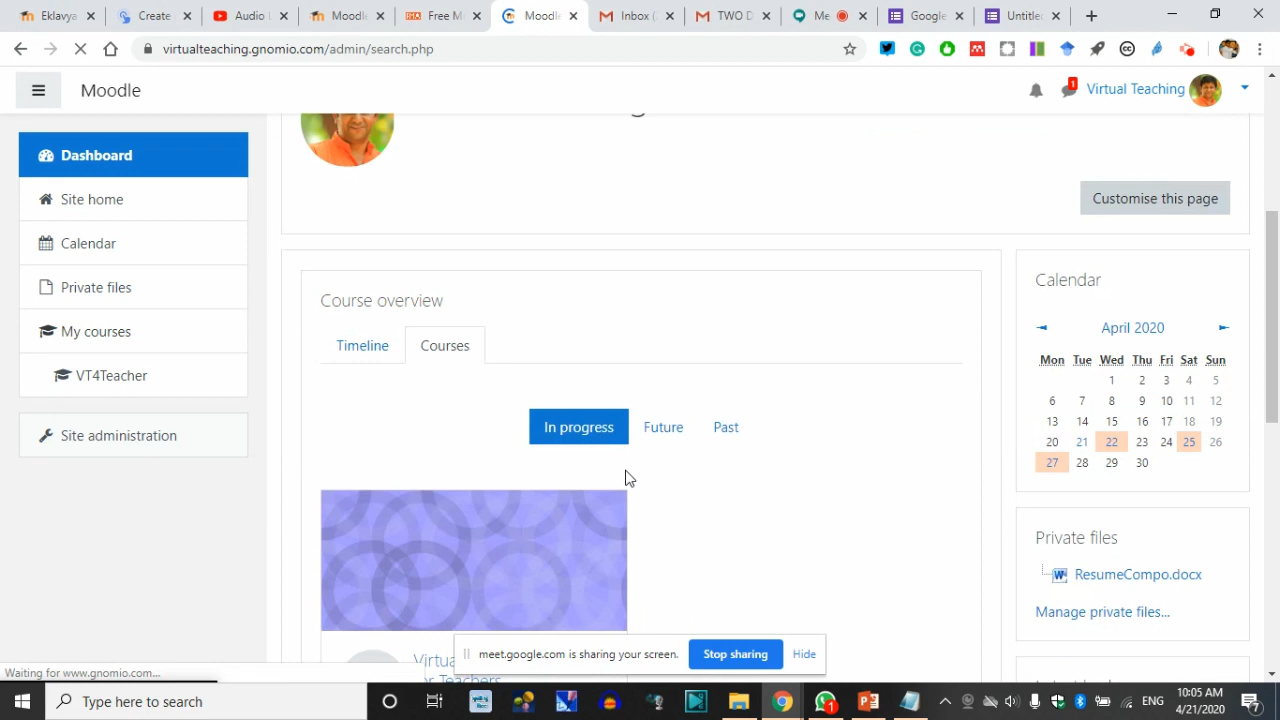 Eklaya
Create
Audio L
Moodle
Free M
Moodle
Inbox (
TWO D
Me
Google
Untitle
virtualteaching.gnomio.com/admin/search.php
Moodle
1
Virtual Teaching
Dashboard
Site home
Calendar
Private files
My courses
VT4Teacher
Site administration
Customise this page
Course overview
Timeline
Courses
In progress
Future
Past
Calendar
◄ April 2020 ►
Mon Tue Wed Thu Fri Sat Sun
1 2 3 4 5
6 7 8 9 10 11 12
13 14 15 16 17 18 19
20 21 22 23 24 25 26
27 28 29 30
Private files
ResumeCompo.docx
Manage private files...
meet.google.com is sharing your screen.
Stop sharing
Hide
Waiting for www.gnomio.com...
Type here to search
1
ENG
10:05 AM
4/21/2020
7